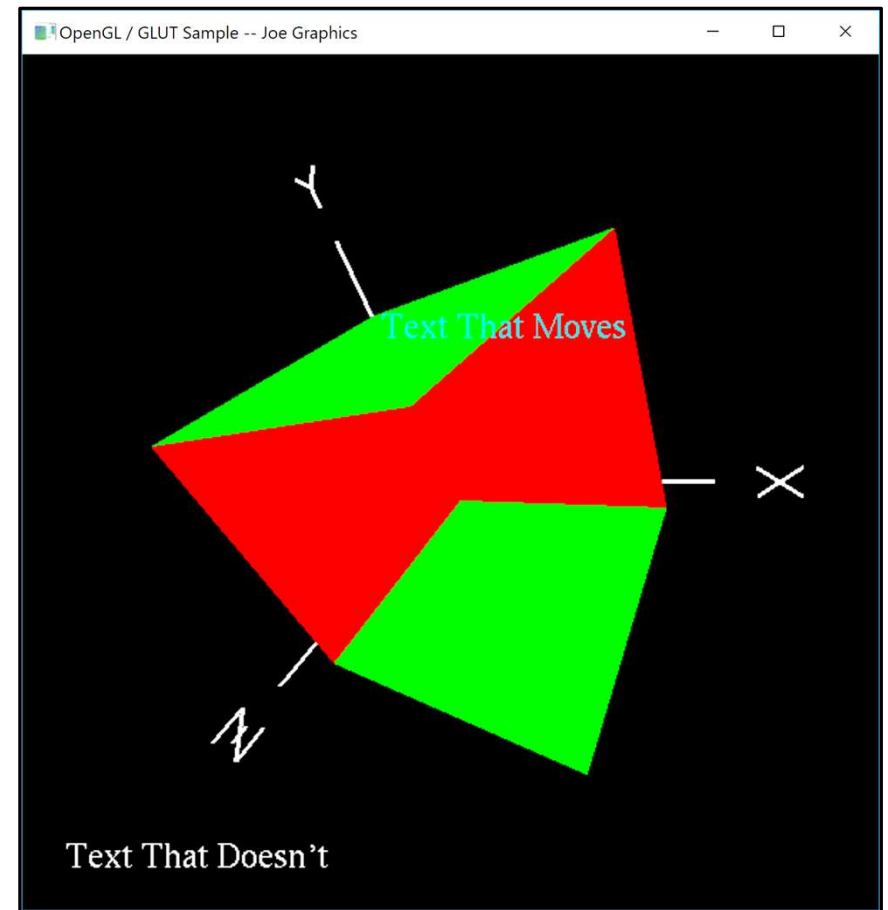 OpenGL / GLUT Sample -- Joe Graphics
Y
Text That Moves
X
Z
Text That Doesn't